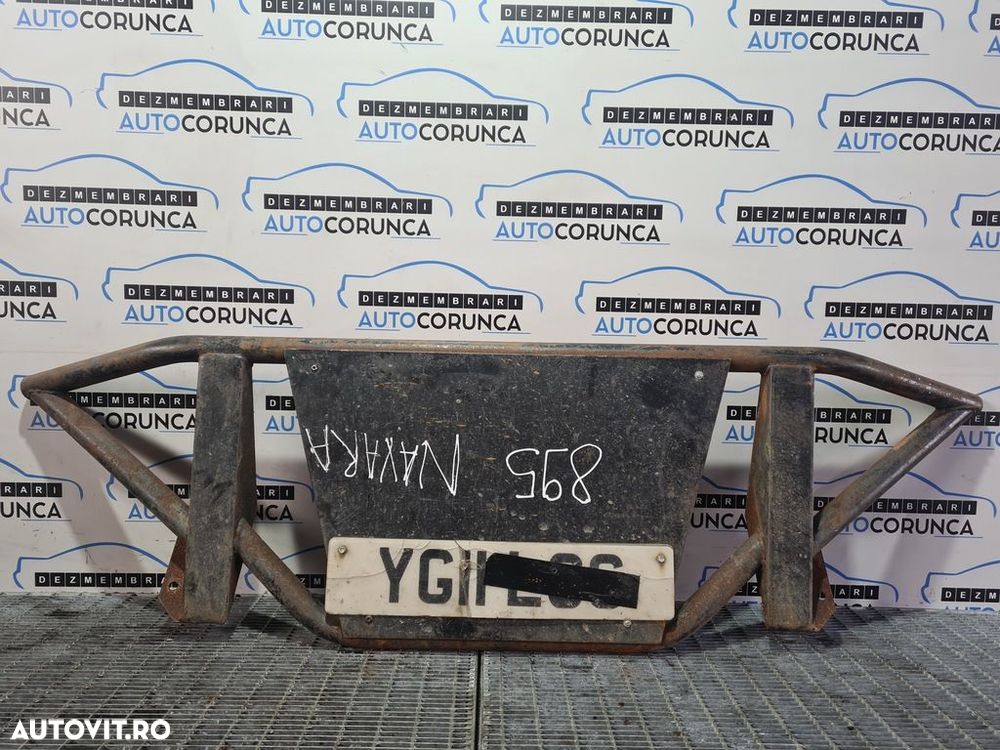 DEZMEMBRARI
AUTOCORUNCA
895 NAVARA
YG11
AUTOVIT.RO